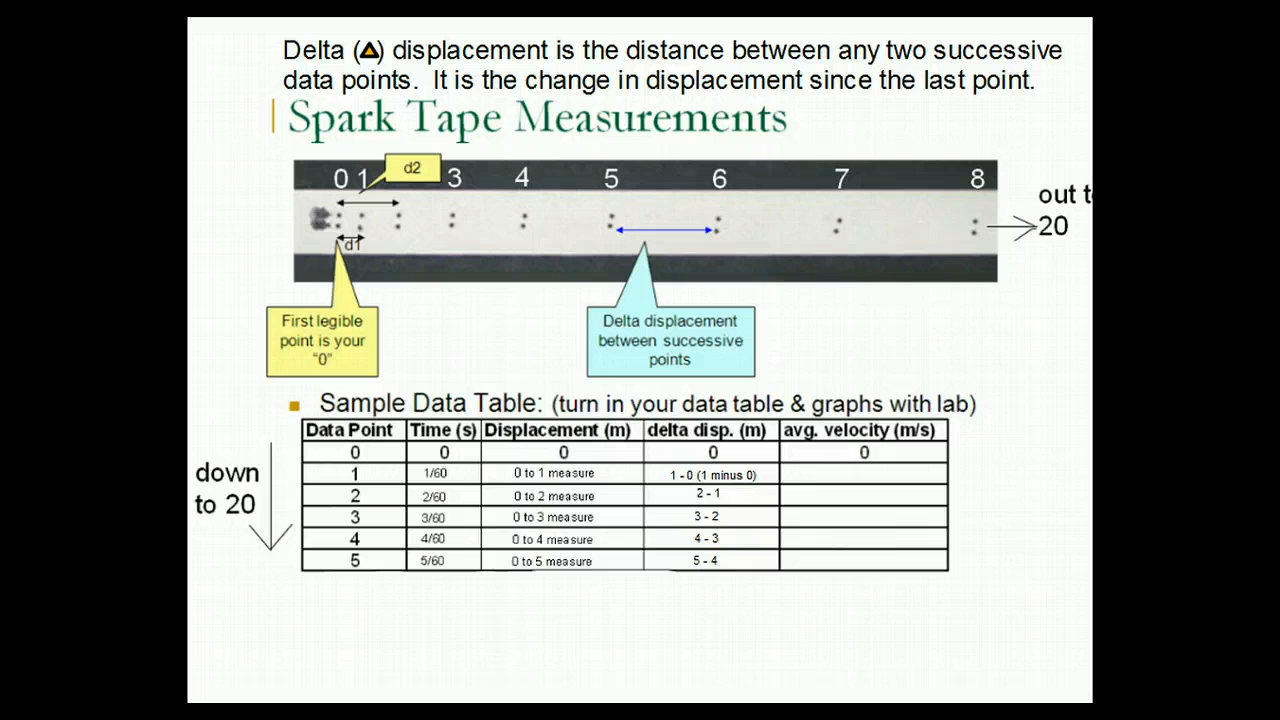 Delta (▲) displacement is the distance between any two successive
data points.  It is the change in displacement since the last point.
Spark Tape Measurements
d2
0 1 3 4 5 6 7 8
out t
20
d1
First legible
point is your
“0”
Delta displacement
between successive
points
Sample Data Table: (turn in your data table & graphs with lab)
Data Point Time (s) Displacement (m) delta disp. (m) avg. velocity (m/s)
0 0 0 0 0
1 1/60 0 to 1 measure 1 - 0 (1 minus 0)
2 2/60 0 to 2 measure 2 - 1
3 3/60 0 to 3 measure 3 - 2
4 4/60 0 to 4 measure 4 - 3
5 5/60 0 to 5 measure 5 - 4
down
to 20